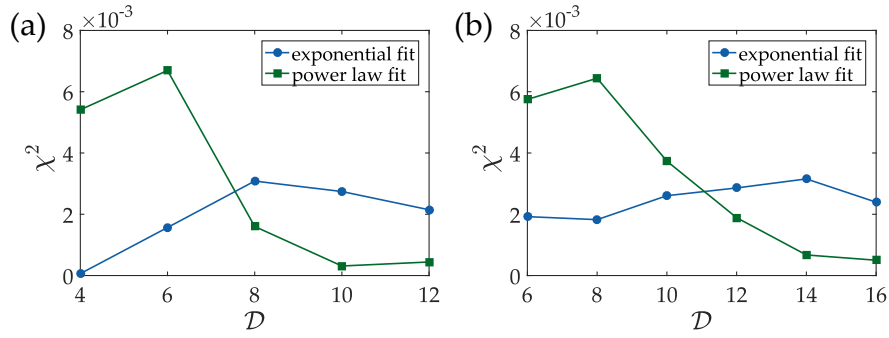 (a)
×10⁻³
8
6
4
2
0
χ²
exponential fit
power law fit
4 6 8 10 12
𝒟
(b)
×10⁻³
8
6
4
2
0
χ²
exponential fit
power law fit
6 8 10 12 14 16
𝒟